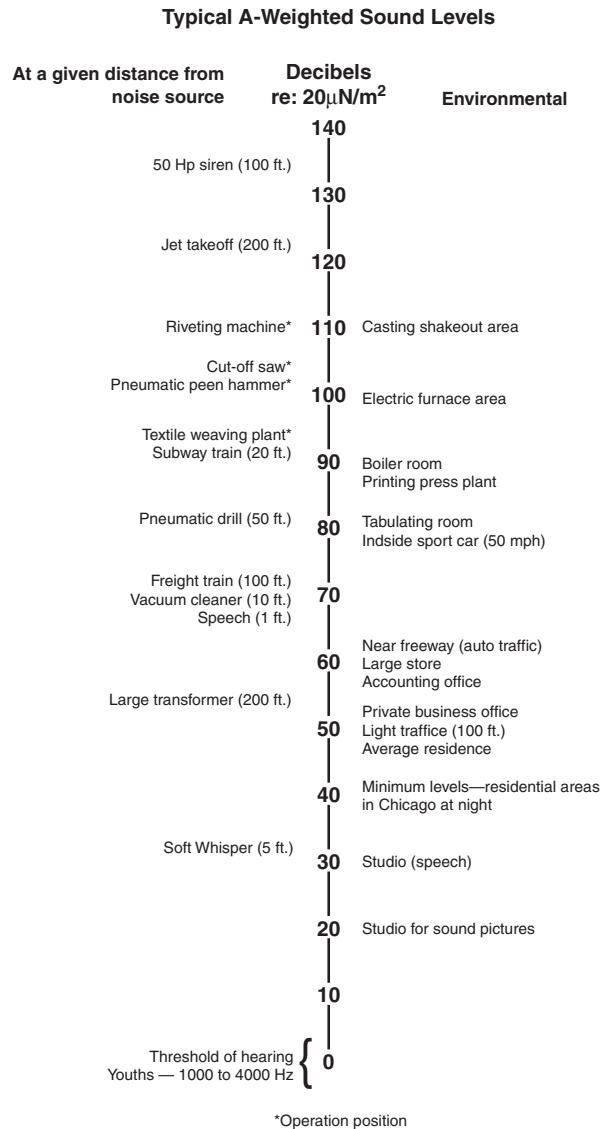 Typical A-Weighted Sound Levels
At a given distance from
noise source
Decibels
re: 20µN/m²
Environmental
140
50 Hp siren (100 ft.)
130
Jet takeoff (200 ft.)
120
Riveting machine*
110
Casting shakeout area
Cut-off saw*
Pneumatic peen hammer*
100
Electric furnace area
Textile weaving plant*
Subway train (20 ft.)
90
Boiler room
Printing press plant
Pneumatic drill (50 ft.)
80
Tabulating room
Indside sport car (50 mph)
Freight train (100 ft.)
Vacuum cleaner (10 ft.)
Speech (1 ft.)
70
Near freeway (auto traffic)
Large store
Accounting office
60
Large transformer (200 ft.)
Private business office
Light traffice (100 ft.)
Average residence
50
Minimum levels—residential areas
in Chicago at night
40
Soft Whisper (5 ft.)
30
Studio (speech)
20
Studio for sound pictures
10
Threshold of hearing
Youths — 1000 to 4000 Hz
0
*Operation position